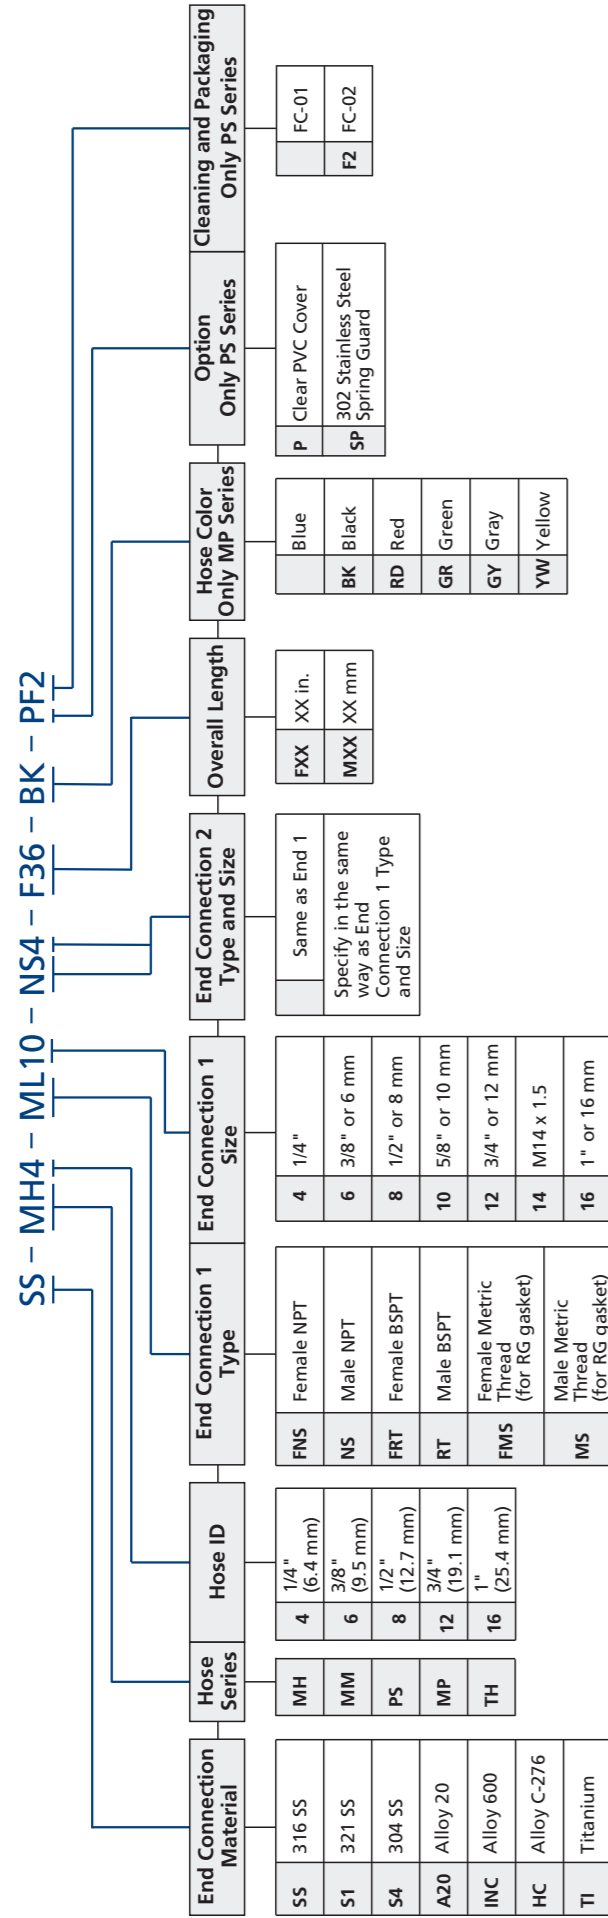 SS – MH4 – ML10 – NS4 – F36 – BK – PF2
End Connection
Material
SS 316 SS
S1 321 SS
S4 304 SS
A20 Alloy 20
INC Alloy 600
HC Alloy C-276
TI Titanium
Hose
Series
MH
MM
PS
MP
TH
Hose ID
4 1/4"
(6.4 mm)
6 3/8"
(9.5 mm)
8 1/2"
(12.7 mm)
12 3/4"
(19.1 mm)
16 1"
(25.4 mm)
End Connection 1
Type
FNS Female NPT
NS Male NPT
FRT Female BSPT
RT Male BSPT
FMS Female Metric
Thread
(for RG gasket)
MS Male Metric
Thread
(for RG gasket)
End Connection 1
Size
4 1/4"
6 3/8" or 6 mm
8 1/2" or 8 mm
10 5/8" or 10 mm
12 3/4" or 12 mm
14 M14 x 1.5
16 1" or 16 mm
End Connection 2
Type and Size
Same as End 1
Specify in the same
way as End
Connection 1 Type
and Size
Overall Length
FXX XX in.
MXX XX mm
Hose Color
Only MP Series
Blue
BK Black
RD Red
GR Green
GY Gray
YW Yellow
Option
Only PS Series
P Clear PVC Cover
SP 302 Stainless Steel
Spring Guard
Cleaning and Packaging
Only PS Series
FC-01
F2 FC-02